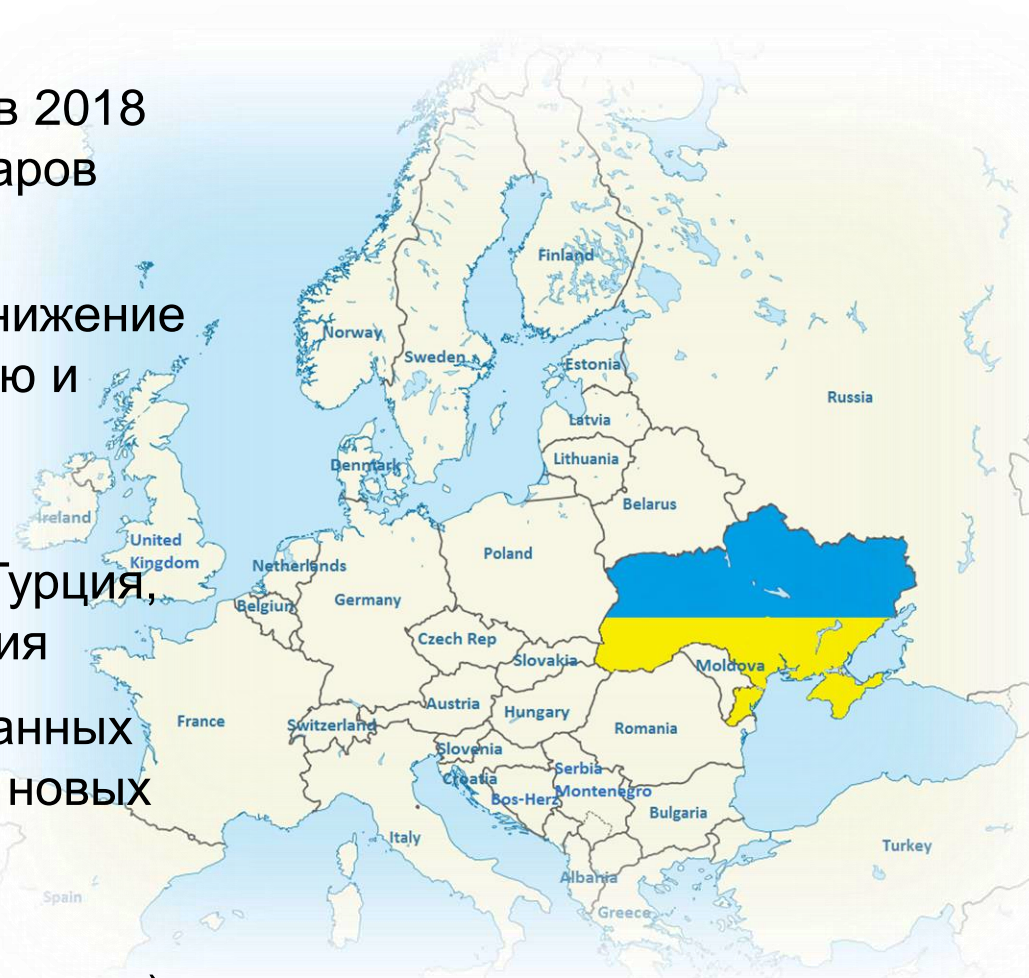 в 2018
аров
нижение
ю и
Турция,
ия
анных
новых
Finland
Norway
Sweden
Estonia
Russia
Latvia
Denmark
Lithuania
Belarus
Ireland
United
Kingdom
Poland
Netherlands
Belgiun
Germany
Czech Rep
Slovakia
Moldova
Austria
Hungary
France
Switzerland
Romania
Slovenia
Serbia
Croatia
Montenegro
Bos-Herz
Bulgaria
Italy
Turkey
Albania
Spain
Greece